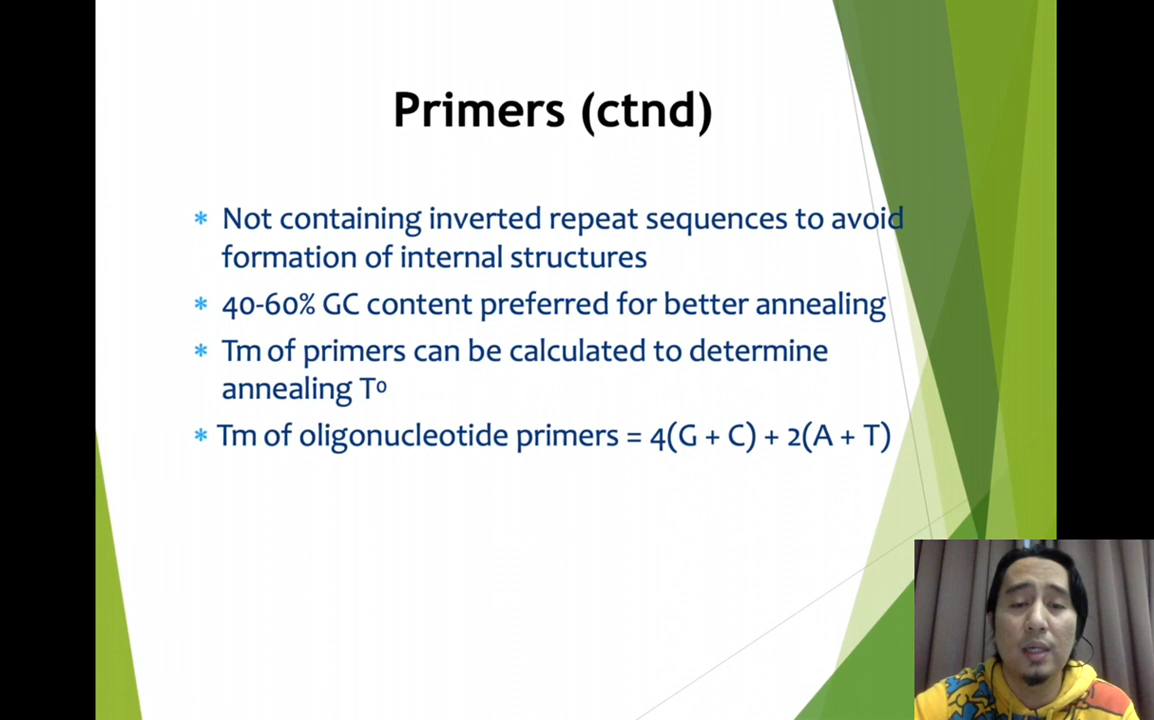 Primers (ctnd)
* Not containing inverted repeat sequences to avoid
formation of internal structures
* 40-60% GC content preferred for better annealing
* Tm of primers can be calculated to determine
annealing Tº
* Tm of oligonucleotide primers = 4(G + C) + 2(A + T)